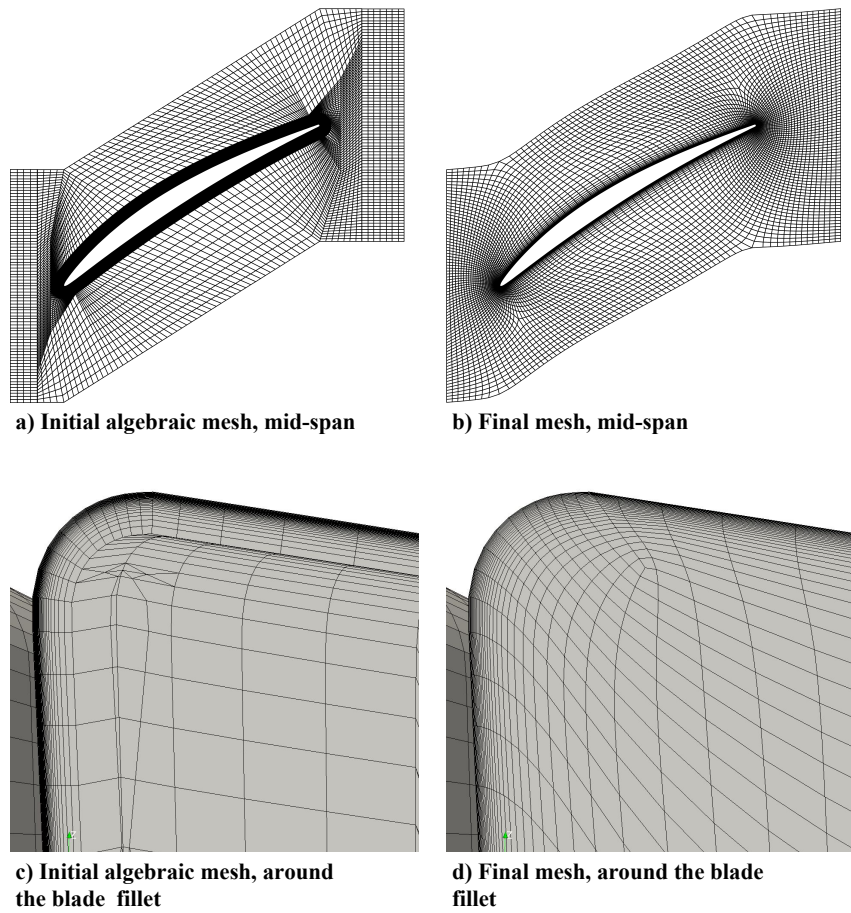 a) Initial algebraic mesh, mid-span
b) Final mesh, mid-span
c) Initial algebraic mesh, around
the blade fillet
d) Final mesh, around the blade
fillet